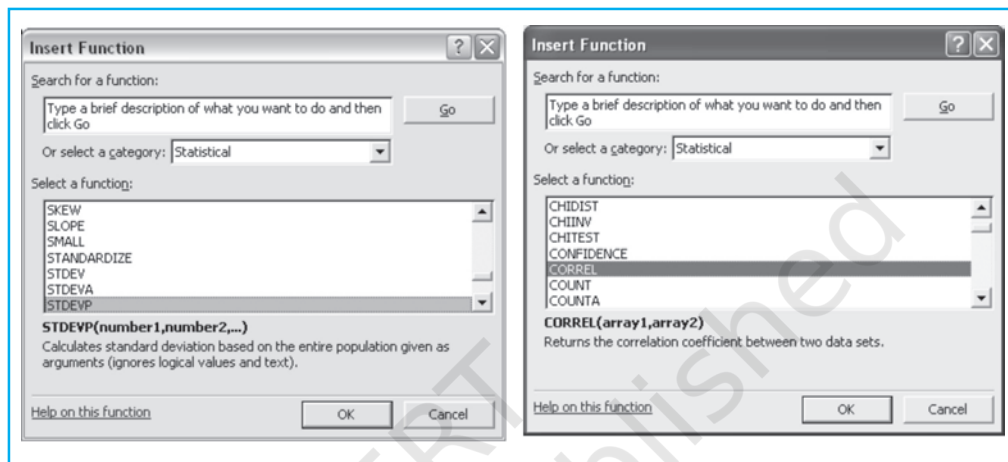 Insert Function
Search for a function:
Type a brief description of what you want to do and then
click Go
Go
Or select a category: Statistical
Select a function:
SKEW
SLOPE
SMALL
STANDARDIZE
STDEV
STDEVA
STDEVP
STDEVP(number1,number2,...)
Calculates standard deviation based on the entire population given as
arguments (ignores logical values and text).
Help on this function
OK
Cancel
Insert Function
Search for a function:
Type a brief description of what you want to do and then
click Go
Go
Or select a category: Statistical
Select a function:
CHIDIST
CHIINV
CHITEST
CONFIDENCE
CORREL
COUNT
COUNTA
CORREL(array1,array2)
Returns the correlation coefficient between two data sets.
Help on this function
OK
Cancel